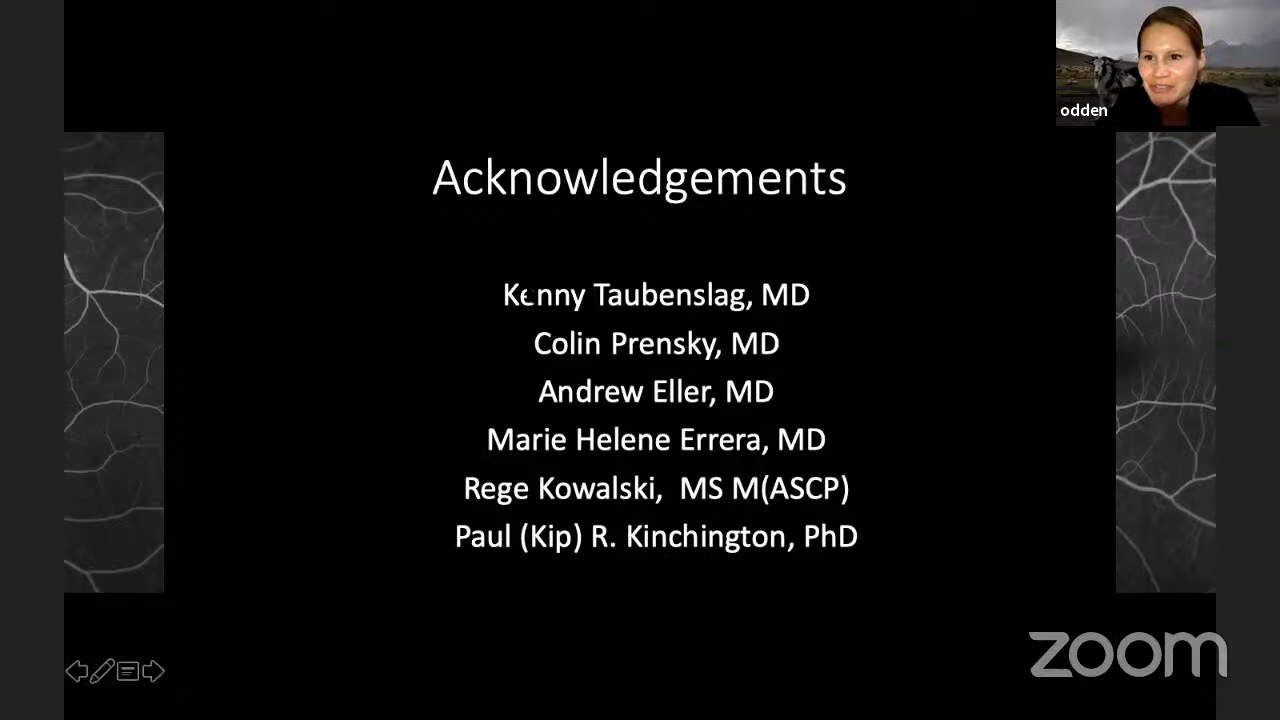 odden
Acknowledgements
Kenny Taubenslag, MD
Colin Prensky, MD
Andrew Eller, MD
Marie Helene Errera, MD
Rege Kowalski, MS M(ASCP)
Paul (Kip) R. Kinchington, PhD
zoom